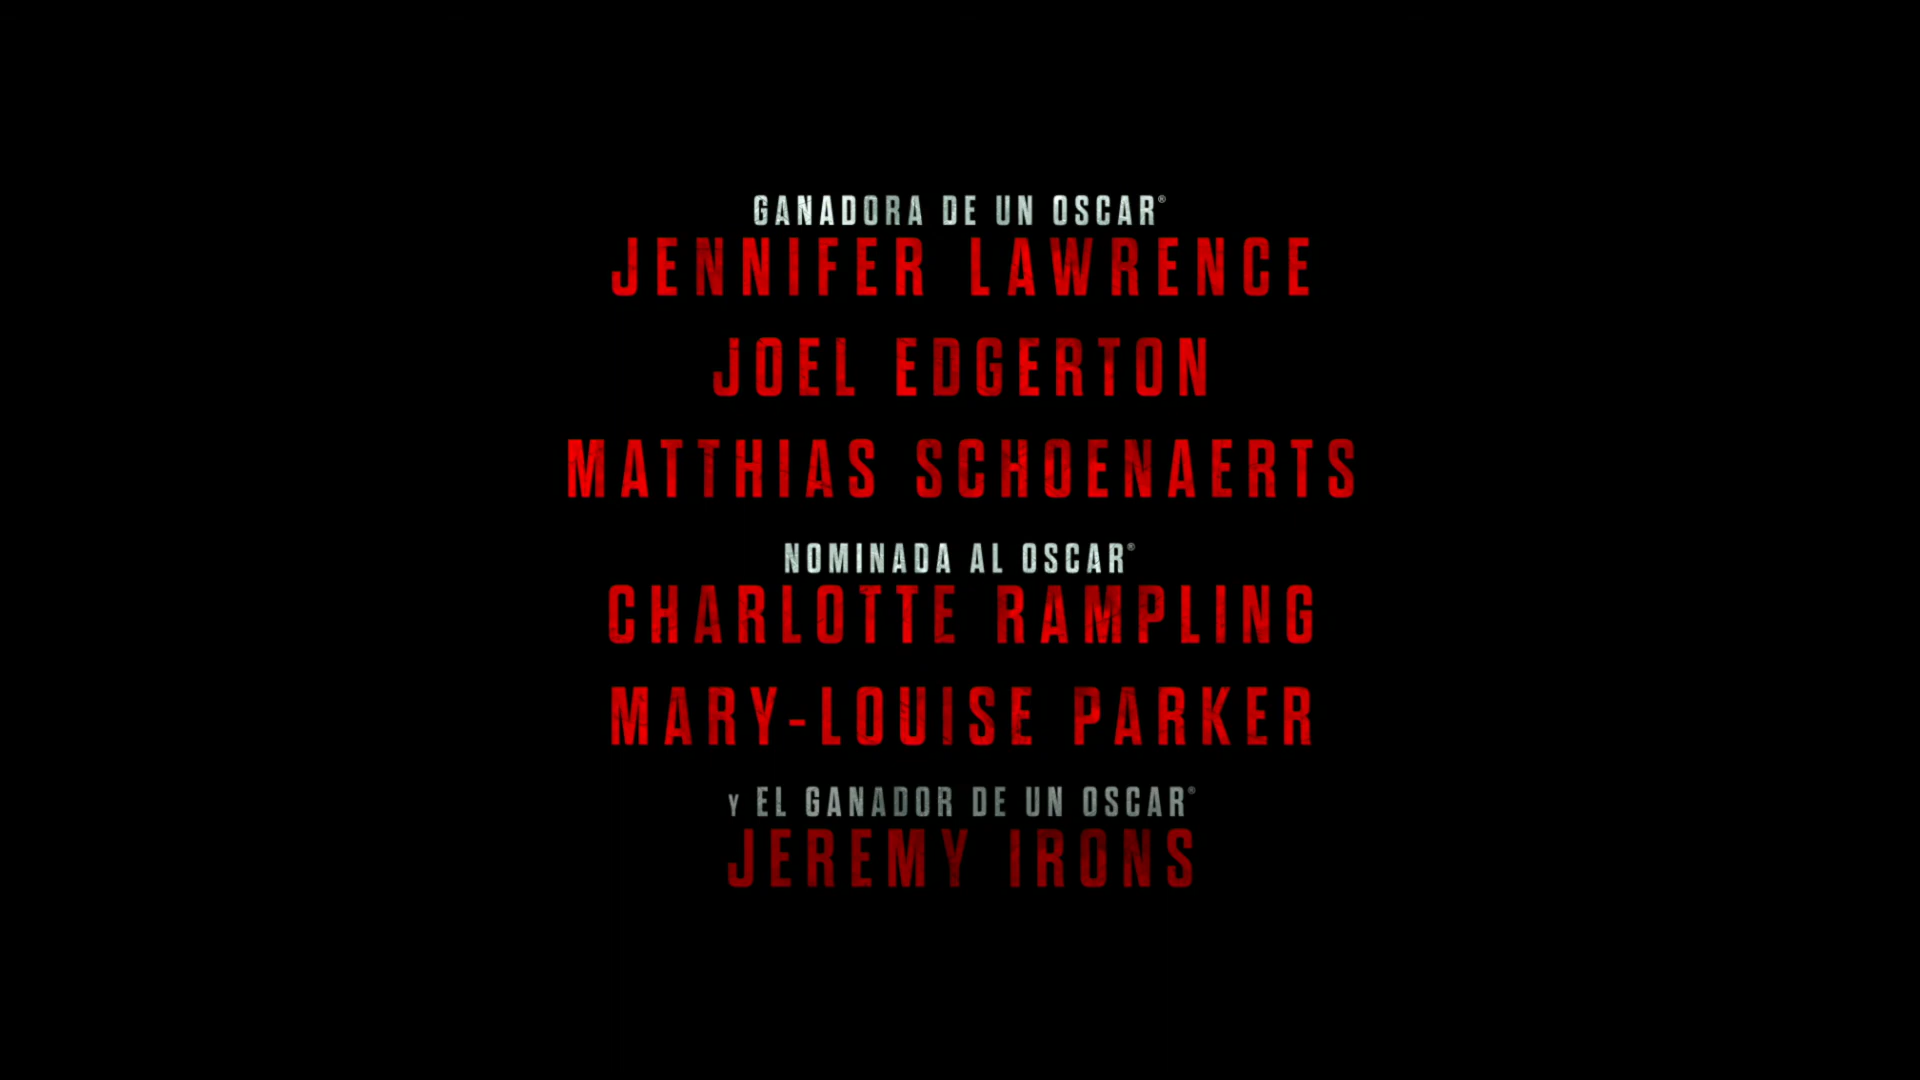 GANADORA DE UN OSCAR®
JENNIFER LAWRENCE
JOEL EDGERTON
MATTHIAS SCHOENAERTS
NOMINADA AL OSCAR®
CHARLOTTE RAMPLING
MARY-LOUISE PARKER
Y EL GANADOR DE UN OSCAR®
JEREMY IRONS